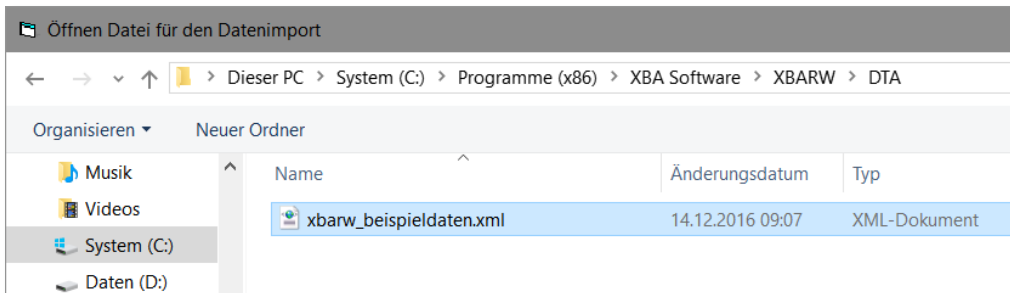 Öffnen Datei für den Datenimport
Dieser PC > System (C:) > Programme (x86) > XBA Software > XBARW > DTA
Organisieren Neuer Ordner
Musik
Videos
System (C:)
Daten (D:)
Name Änderungsdatum Typ
xbarw_beispieldaten.xml 14.12.2016 09:07 XML-Dokument